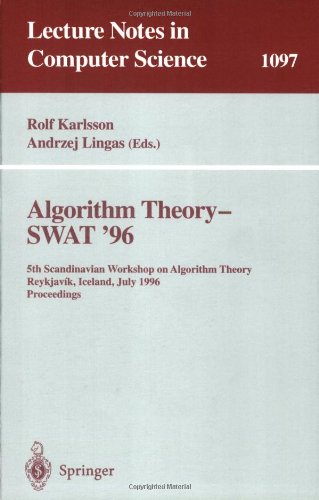 Lecture Notes in
Computer Science 1097
Rolf Karlsson
Andrzej Lingas (Eds.)
Algorithm Theory–
SWAT '96
5th Scandinavian Workshop on Algorithm Theory
Reykjavík, Iceland, July 1996
Proceedings
Springer